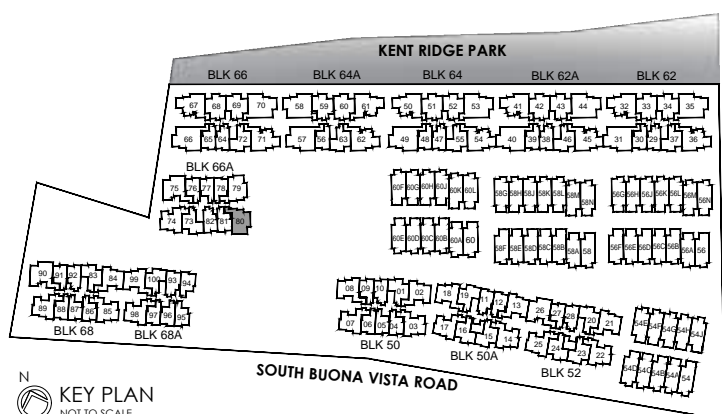 KENT RIDGE PARK
BLK 66 BLK 64A BLK 64 BLK 62A BLK 62
67 68 69 70 58 59 60 61 50 51 52 53 41 42 43 44 32 33 34 35
66 65 64 72 71 57 56 63 62 49 48 47 55 54 40 39 38 46 45 31 30 29 37 36
BLK 66A
75 76 77 78 79 60F 60G 60H 60J 60K 60L 58G 58H 58J 58K 58L 58M 58N 56G 56H 56J 56K 56L 56M 56N
74 73 82 81 80 60E 60D 60C 60B 60A 60 58F 58E 58D 58C 58B 58A 58 56F 56E 56D 56C 56B 56A 56
90 91 92 83 84 99 100 93 94 08 09 10 01 02 18 19 11 12 13 26 27 28 20 21 54E 54F 54G 54H 54J
89 88 87 86 85 98 97 96 95 07 06 05 04 03 17 16 15 14 25 24 23 22 54D 54C 54B 54A 54
BLK 68 BLK 68A BLK 50 BLK 50A BLK 52
SOUTH BUONA VISTA ROAD
N
KEY PLAN
NOT TO SCALE